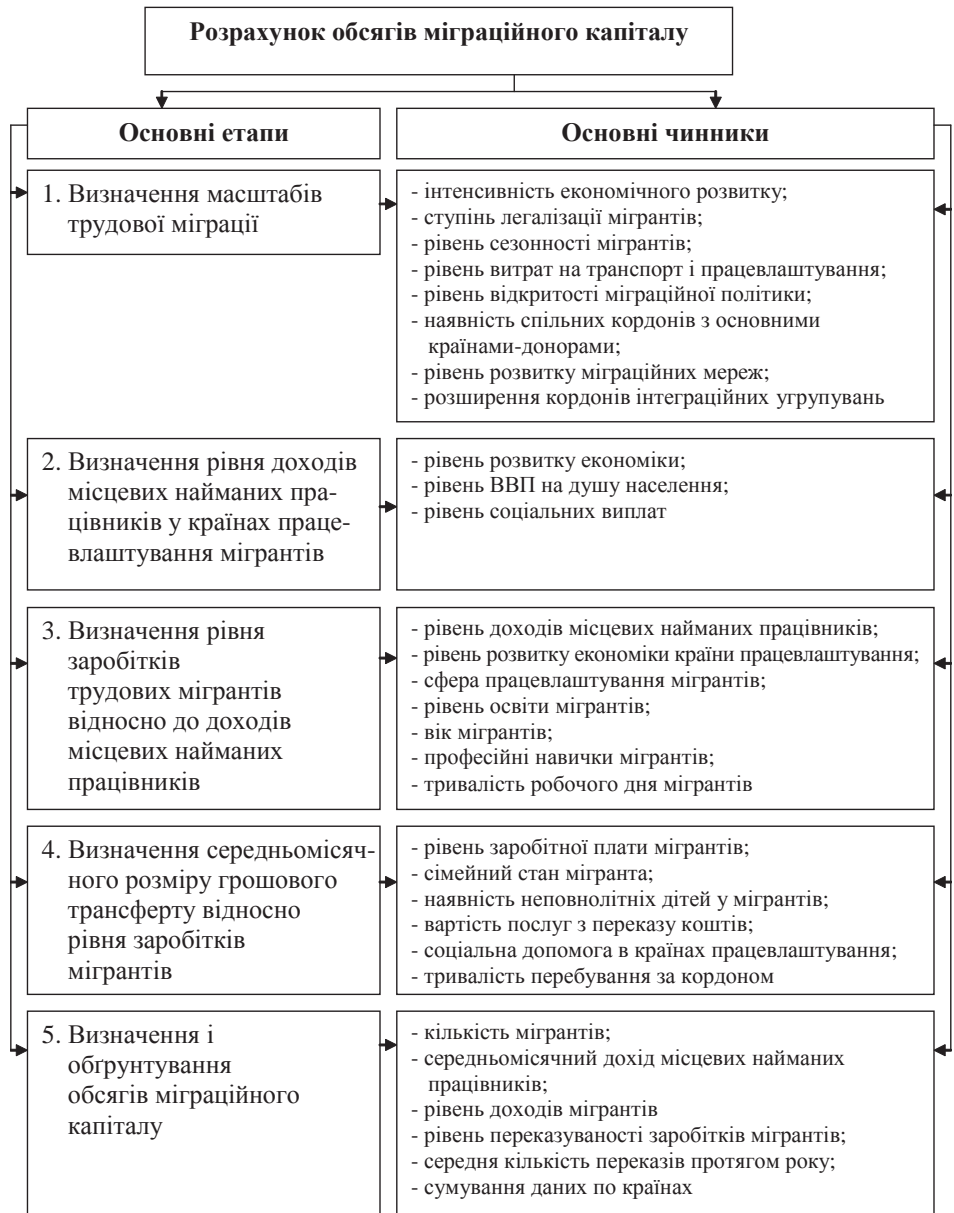 Розрахунок обсягів міграційного капіталу
Основні етапи
Основні чинники
1. Визначення масштабів
трудової міграції
- інтенсивність економічного розвитку;
- ступінь легалізації мігрантів;
- рівень сезонності мігрантів;
- рівень витрат на транспорт і працевлаштування;
- рівень відкритості міграційної політики;
- наявність спільних кордонів з основними
країнами-донорами;
- рівень розвитку міграційних мереж;
- розширення кордонів інтеграційних угрупувань
2. Визначення рівня доходів
місцевих найманих пра-
цівників у країнах праце-
влаштування мігрантів
- рівень розвитку економіки;
- рівень ВВП на душу населення;
- рівень соціальних виплат
3. Визначення рівня
заробітків
трудових мігрантів
відносно до доходів
місцевих найманих
працівників
- рівень доходів місцевих найманих працівників;
- рівень розвитку економіки країни працевлаштування;
- сфера працевлаштування мігрантів;
- рівень освіти мігрантів;
- вік мігрантів;
- професійні навички мігрантів;
- тривалість робочого дня мігрантів
4. Визначення середньомісяч-
ного розміру грошового
трансферту відносно
рівня заробітків
мігрантів
- рівень заробітної плати мігрантів;
- сімейний стан мігранта;
- наявність неповнолітніх дітей у мігрантів;
- вартість послуг з переказу коштів;
- соціальна допомога в країнах працевлаштування;
- тривалість перебування за кордоном
5. Визначення і
обґрунтування
обсягів міграційного
капіталу
- кількість мігрантів;
- середньомісячний дохід місцевих найманих
працівників;
- рівень доходів мігрантів
- рівень переказуваності заробітків мігрантів;
- середня кількість переказів протягом року;
- сумування даних по країнах